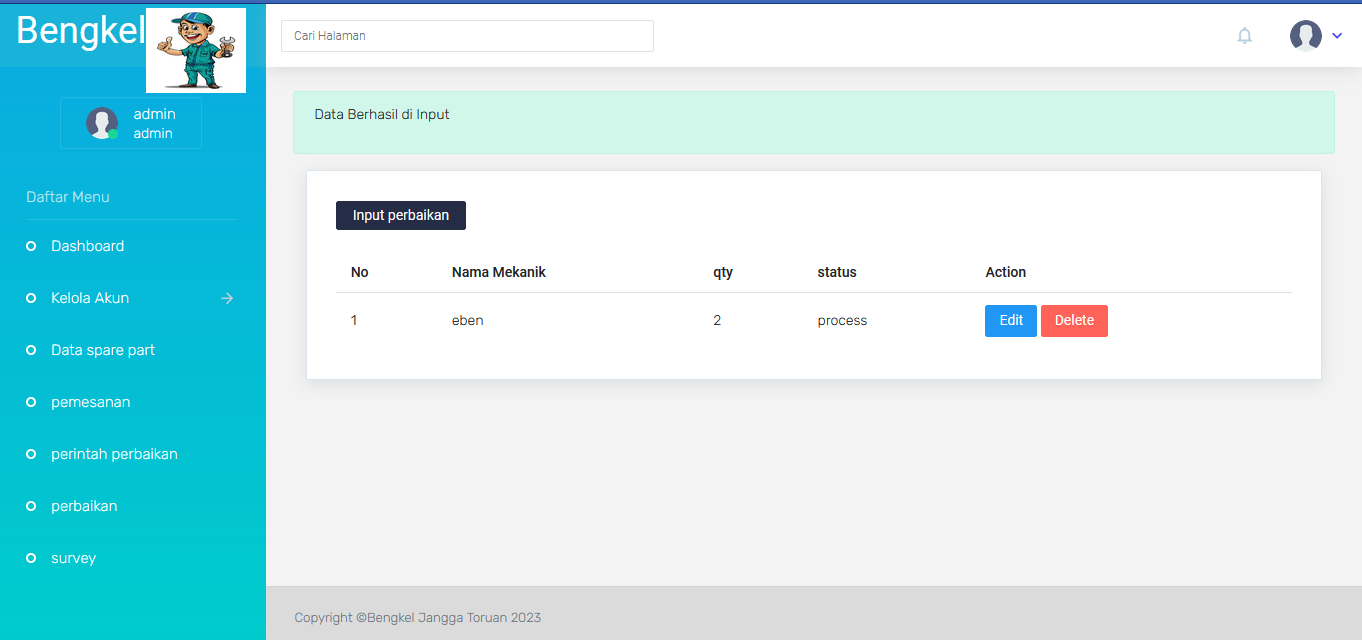 Bengkel
Cari Halaman
admin
admin
Daftar Menu
Dashboard
Kelola Akun
Data spare part
pemesanan
perintah perbaikan
perbaikan
survey
Data Berhasil di Input
Input perbaikan
No Nama Mekanik qty status Action
1 eben 2 process Edit Delete
Copyright ©Bengkel Jangga Toruan 2023